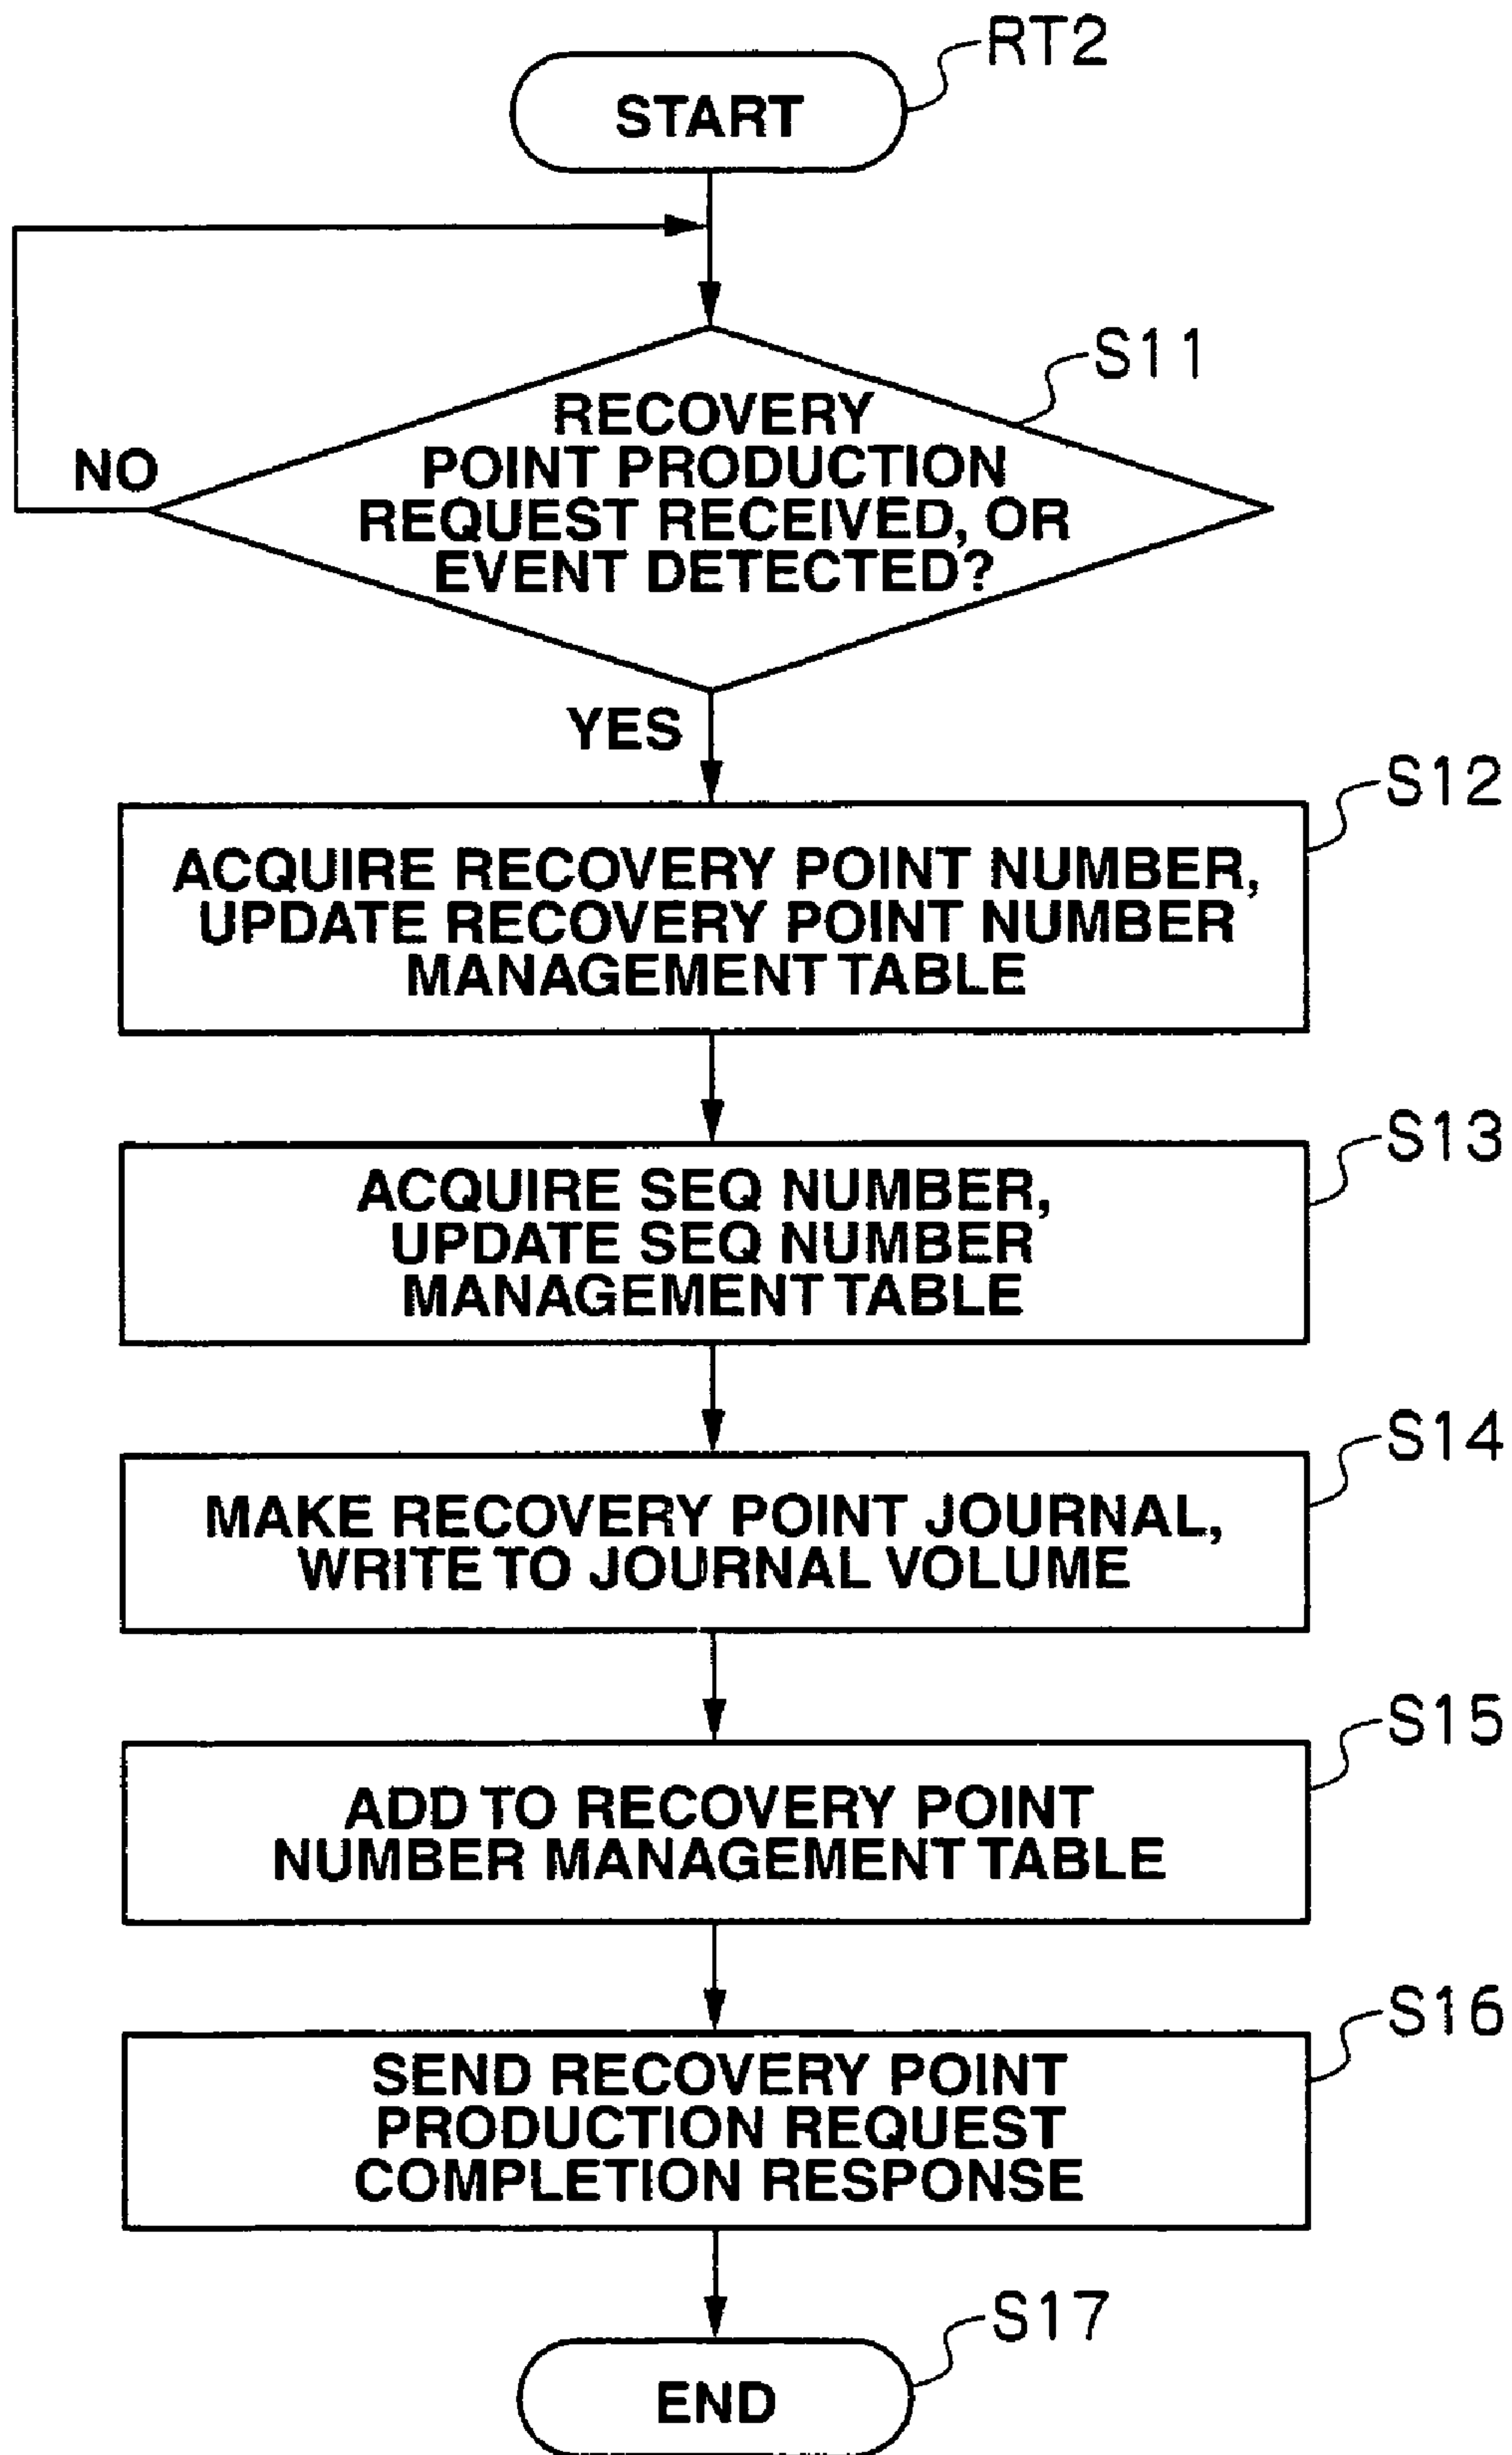 RT2
START
S11
RECOVERY
POINT PRODUCTION
REQUEST RECEIVED, OR
EVENT DETECTED?
NO
YES
S12
ACQUIRE RECOVERY POINT NUMBER,
UPDATE RECOVERY POINT NUMBER
MANAGEMENT TABLE
S13
ACQUIRE SEQ NUMBER,
UPDATE SEQ NUMBER
MANAGEMENT TABLE
S14
MAKE RECOVERY POINT JOURNAL,
WRITE TO JOURNAL VOLUME
S15
ADD TO RECOVERY POINT
NUMBER MANAGEMENT TABLE
S16
SEND RECOVERY POINT
PRODUCTION REQUEST
COMPLETION RESPONSE
S17
END